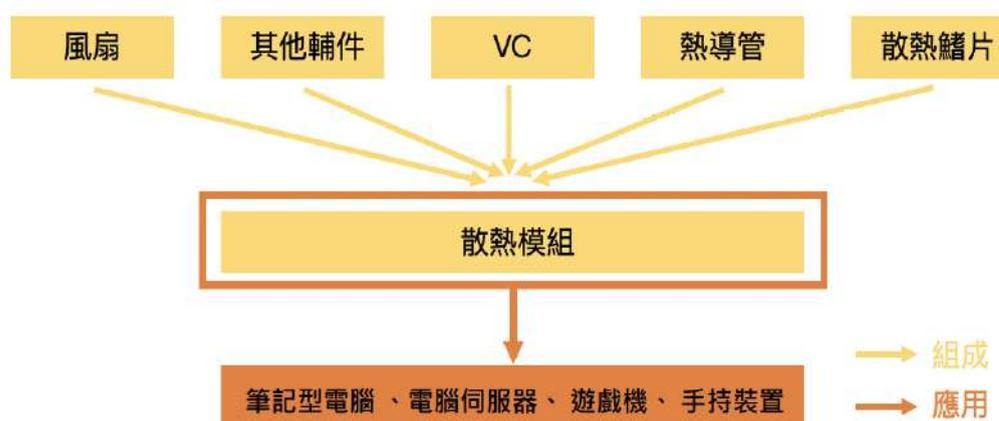 風扇
其他輔件
VC
熱導管
散熱鰭片
散熱模組
筆記型電腦 、電腦伺服器、 遊戲機、 手持裝置
組成
應用